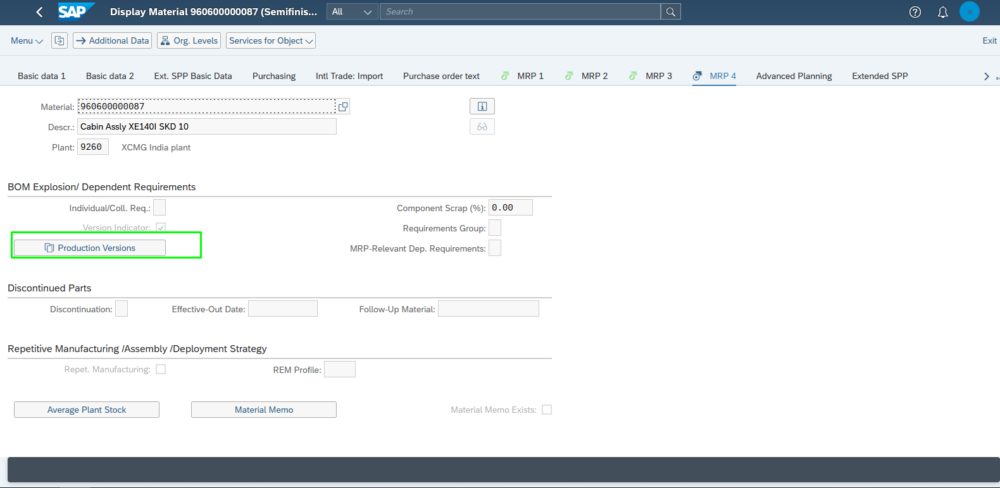 SAP Display Material 960600000087 (Semifinis... All Search
Menu Additional Data Org. Levels Services for Object Exit
Basic data 1 Basic data 2 Ext. SPP Basic Data Purchasing Intl Trade: Import Purchase order text MRP 1 MRP 2 MRP 3 MRP 4 Advanced Planning Extended SPP
Material: 960600000087
Descr.: Cabin Assly XE140I SKD 10
Plant: 9260 XCMG India plant
BOM Explosion/ Dependent Requirements
Individual/Coll. Req.: Component Scrap (%): 0.00
Version Indicator: Requirements Group:
Production Versions MRP-Relevant Dep. Requirements:
Discontinued Parts
Discontinuation: Effective-Out Date: Follow-Up Material:
Repetitive Manufacturing /Assembly /Deployment Strategy
Repet. Manufacturing: REM Profile:
Average Plant Stock Material Memo Material Memo Exists: